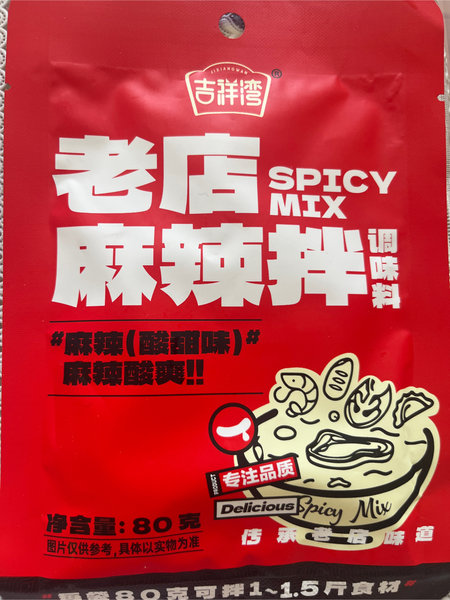 JIXIANGWAN
吉祥湾®
老店
SPICY
MIX
麻辣拌
调味料
"麻辣(酸甜味)"
麻辣酸爽!!
PRODUCT
专注品质
Delicious
Spicy Mix
净含量: 80克
传承老店味道
图片仅供参考,具体以实物为准
每袋80克可拌1~1.5斤食材